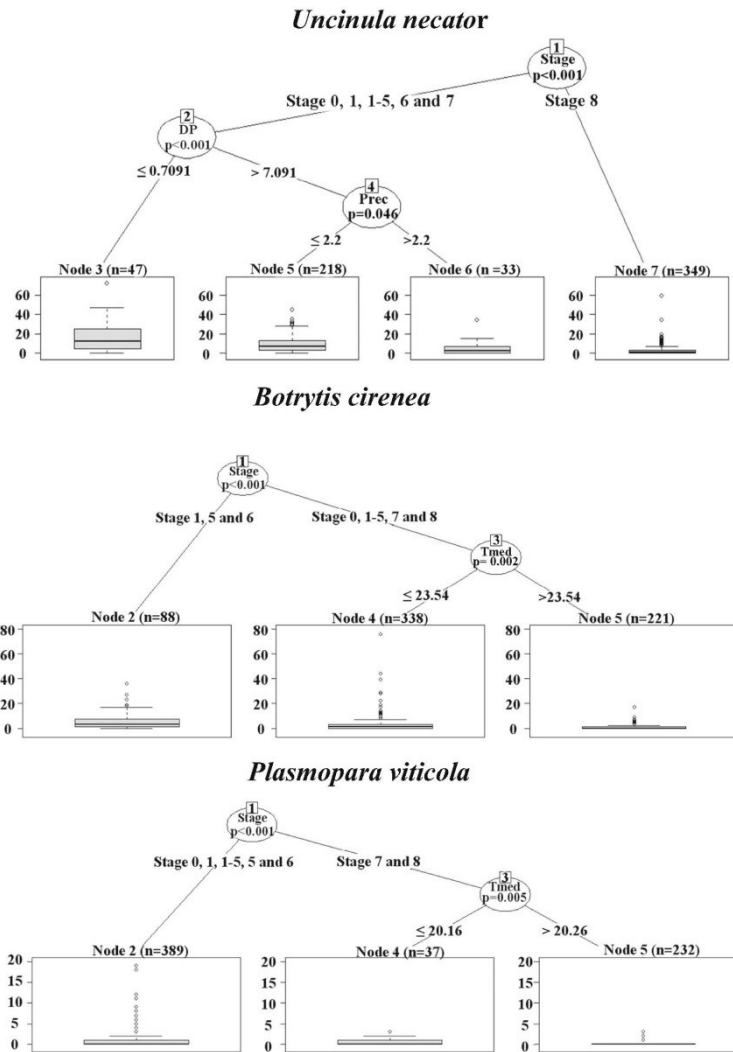 Uncinula necator
1
Stage
p<0.001
Stage 0, 1, 1-5, 6 and 7
Stage 8
2
DP
p<0.001
≤ 0.7091
> 7.091
4
Prec
p=0.046
≤ 2.2
>2.2
Node 3 (n=47)
Node 5 (n=218)
Node 6 (n =33)
Node 7 (n=349)
60
40
20
0
60
40
20
0
60
40
20
0
60
40
20
0
Botrytis cirenea
1
Stage
p<0.001
Stage 1, 5 and 6
Stage 0, 1-5, 7 and 8
3
Tmed
p= 0.002
≤ 23.54
>23.54
Node 2 (n=88)
Node 4 (n=338)
Node 5 (n=221)
80
60
40
20
0
80
60
40
20
0
80
60
40
20
0
Plasmopara viticola
1
Stage
p<0.001
Stage 0, 1, 1-5, 5 and 6
Stage 7 and 8
3
Tmed
p=0.005
≤ 20.16
> 20.26
Node 2 (n=389)
Node 4 (n=37)
Node 5 (n=232)
20
15
10
5
0
20
15
10
5
0
20
15
10
5
0